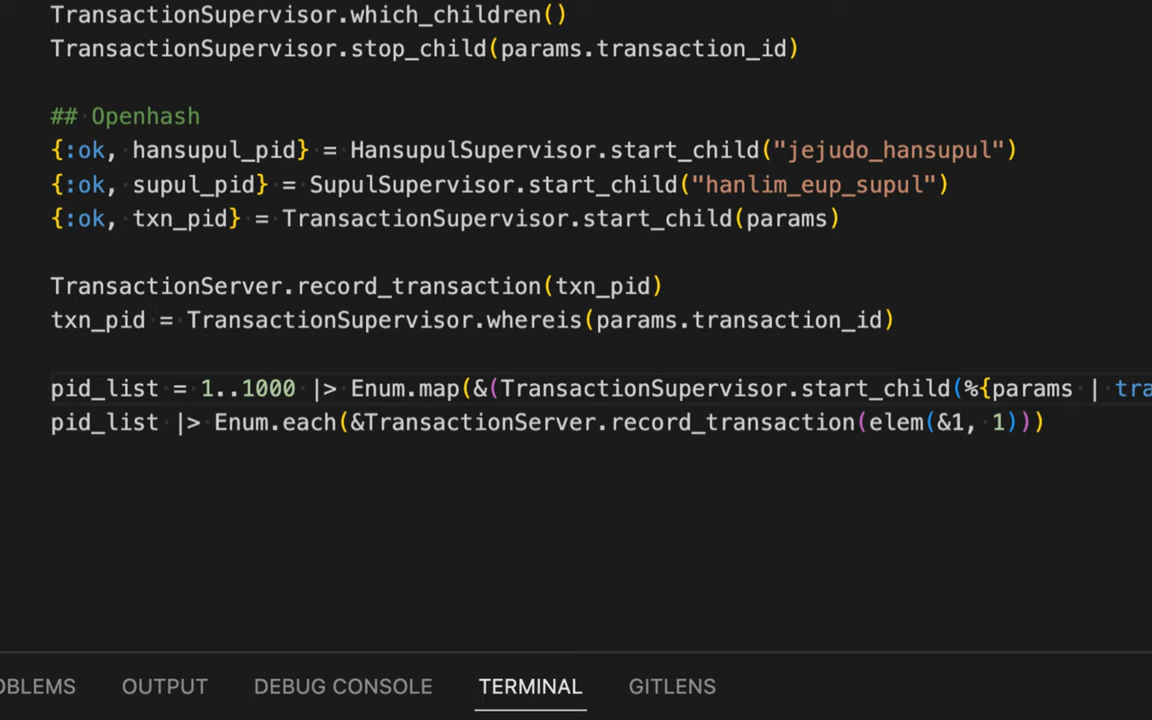 TransactionSupervisor.which_children()
TransactionSupervisor.stop_child(params.transaction_id)
## Openhash
{:ok, hansupul_pid} = HansupulSupervisor.start_child("jejudo_hansupul")
{:ok, supul_pid} = SupulSupervisor.start_child("hanlim_eup_supul")
{:ok, txn_pid} = TransactionSupervisor.start_child(params)
TransactionServer.record_transaction(txn_pid)
txn_pid = TransactionSupervisor.whereis(params.transaction_id)
pid_list = 1..1000 |> Enum.map(&(TransactionSupervisor.start_child(%{params | tra
pid_list |> Enum.each(&TransactionServer.record_transaction(elem(&1, 1)))
OBLEMS OUTPUT DEBUG CONSOLE TERMINAL GITLENS